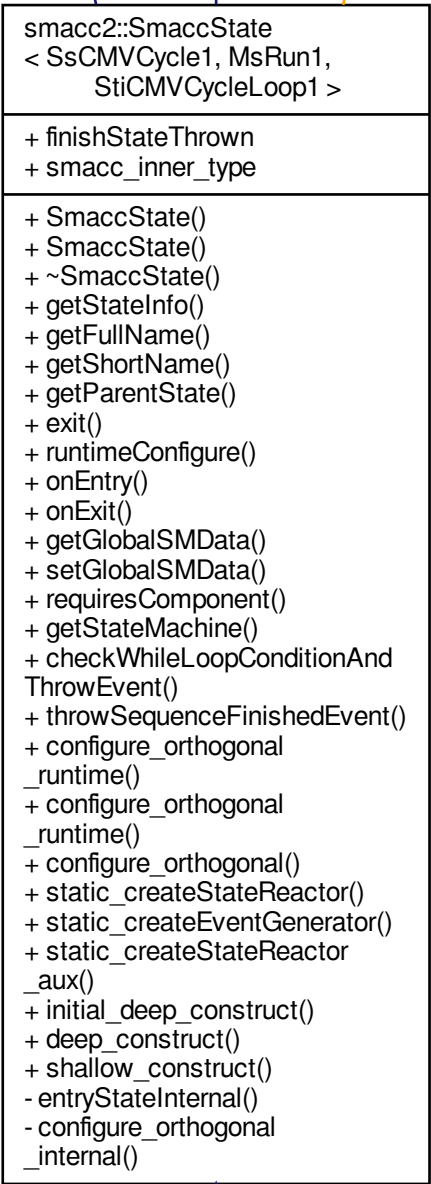 smacc2::SmaccState
< SsCMVCycle1, MsRun1,
StiCMVCycleLoop1 >
+ finishStateThrown
+ smacc_inner_type
+ SmaccState()
+ SmaccState()
+ ~SmaccState()
+ getStateInfo()
+ getFullName()
+ getShortName()
+ getParentState()
+ exit()
+ runtimeConfigure()
+ onEntry()
+ onExit()
+ getGlobalSMData()
+ setGlobalSMData()
+ requiresComponent()
+ getStateMachine()
+ checkWhileLoopConditionAnd
ThrowEvent()
+ throwSequenceFinishedEvent()
+ configure_orthogonal
_runtime()
+ configure_orthogonal
_runtime()
+ configure_orthogonal()
+ static_createStateReactor()
+ static_createEventGenerator()
+ static_createStateReactor
_aux()
+ initial_deep_construct()
+ deep_construct()
+ shallow_construct()
- entryStateInternal()
- configure_orthogonal
_internal()